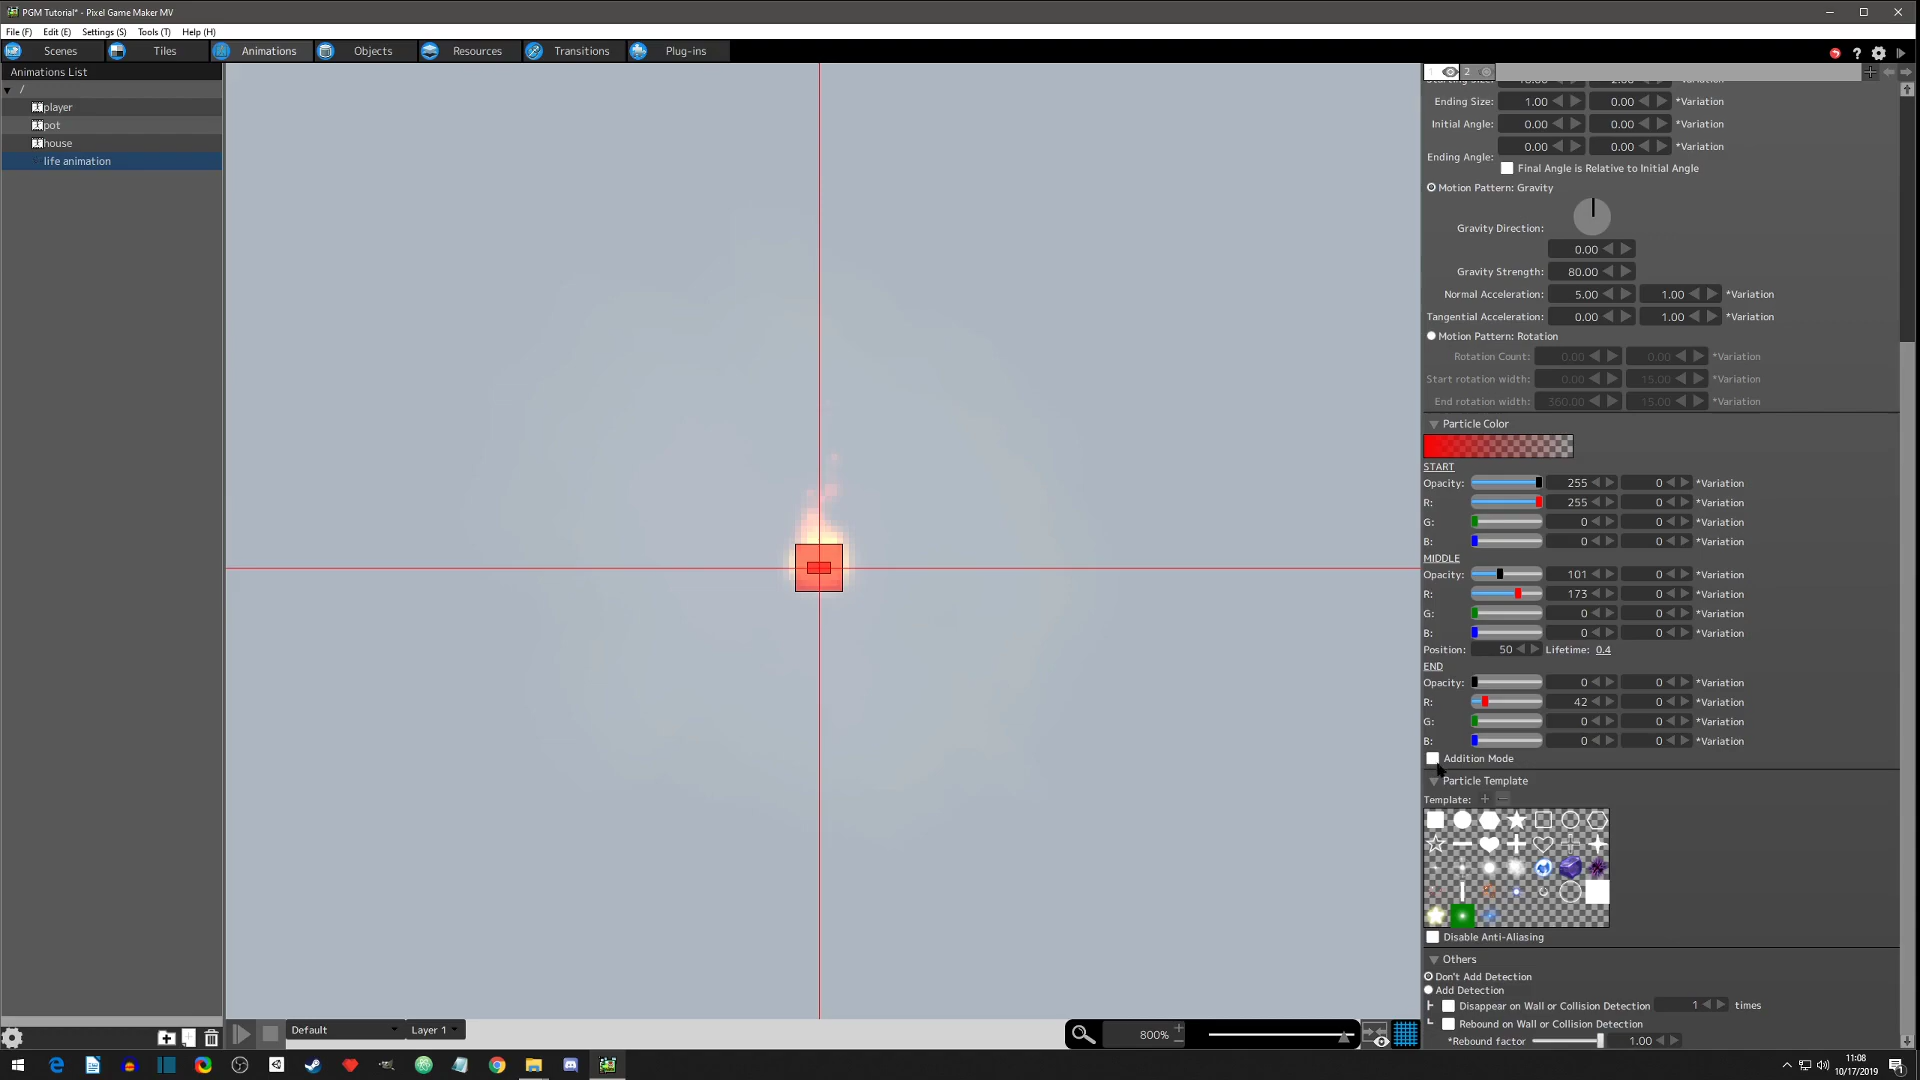 PGM Tutorial* - Pixel Game Maker MV
File (F) Edit (E) Settings (S) Tools (T) Help (H)
Scenes Tiles Animations Objects Resources Transitions Plug-ins
Animations List
/
player
pot
house
life animation
2
Ending Size: 1.00 0.00 *Variation
Initial Angle: 0.00 0.00 *Variation
0.00 0.00 *Variation
Ending Angle:
Final Angle is Relative to Initial Angle
Motion Pattern: Gravity
Gravity Direction:
0.00
Gravity Strength: 80.00
Normal Acceleration: 5.00 1.00 *Variation
Tangential Acceleration: 0.00 1.00 *Variation
Motion Pattern: Rotation
Rotation Count: 0.00 0.00 *Variation
Start rotation width: 0.00 15.00 *Variation
End rotation width: 360.00 15.00 *Variation
Particle Color
START
Opacity: 255 0 *Variation
R: 255 0 *Variation
G: 0 0 *Variation
B: 0 0 *Variation
MIDDLE
Opacity: 101 0 *Variation
R: 173 0 *Variation
G: 0 0 *Variation
B: 0 0 *Variation
Position: 50 Lifetime: 0.4
END
Opacity: 0 0 *Variation
R: 42 0 *Variation
G: 0 0 *Variation
B: 0 0 *Variation
Addition Mode
Particle Template
Template: + −
Disable Anti-Aliasing
Others
Don't Add Detection
Add Detection
Disappear on Wall or Collision Detection 1 times
Rebound on Wall or Collision Detection
*Rebound factor 1.00
Default Layer 1 800%
11:08
10/17/2019